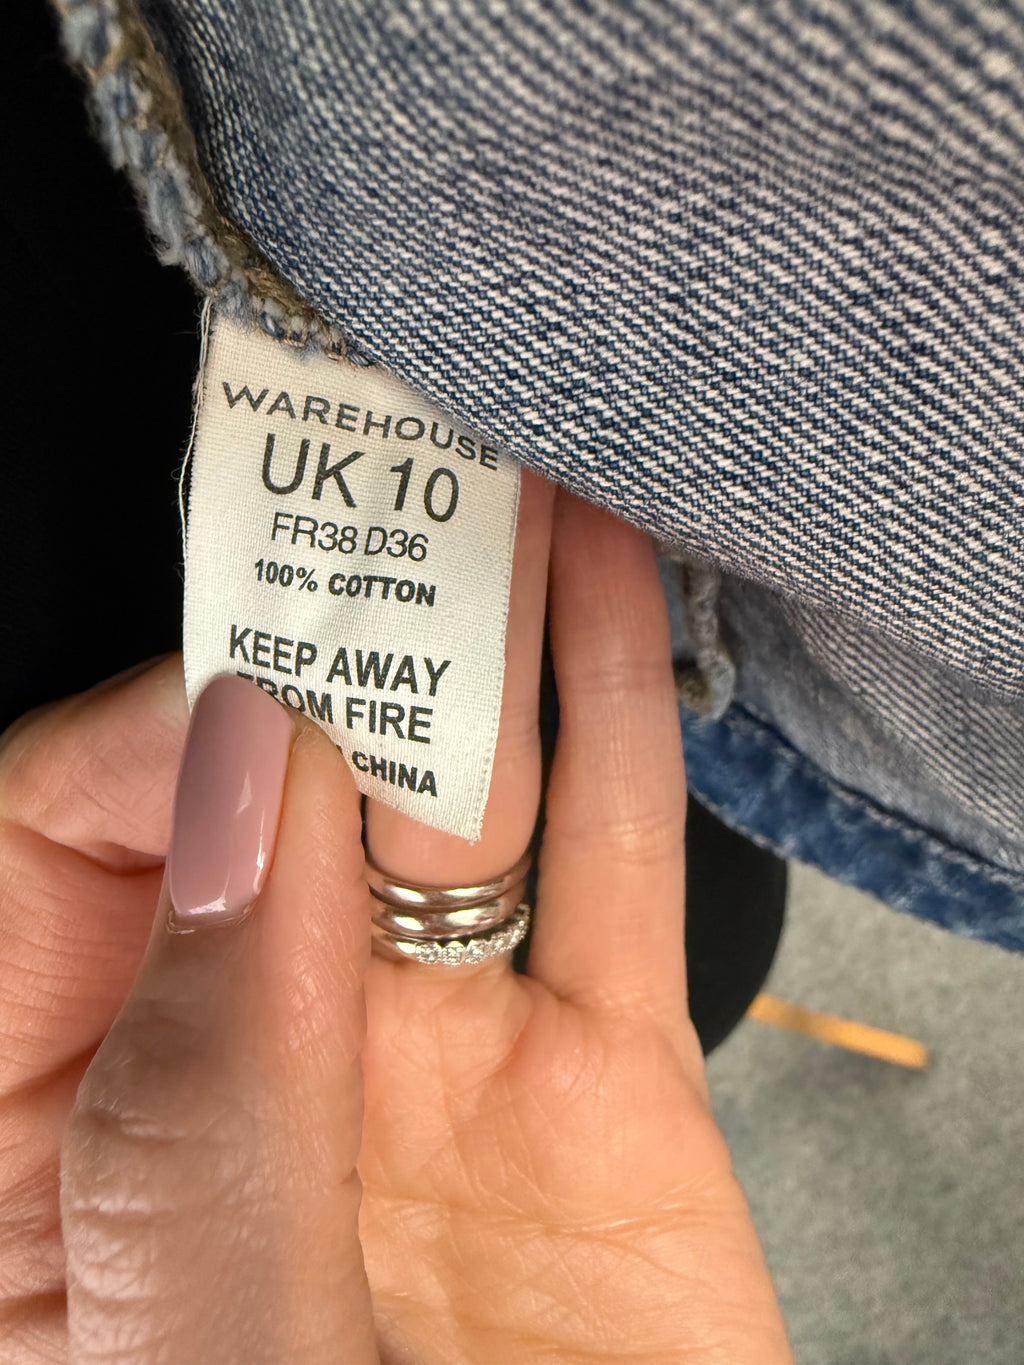 WAREHOUSE
UK 10
FR38 D36
100% COTTON
KEEP AWAY
FROM FIRE
CHINA